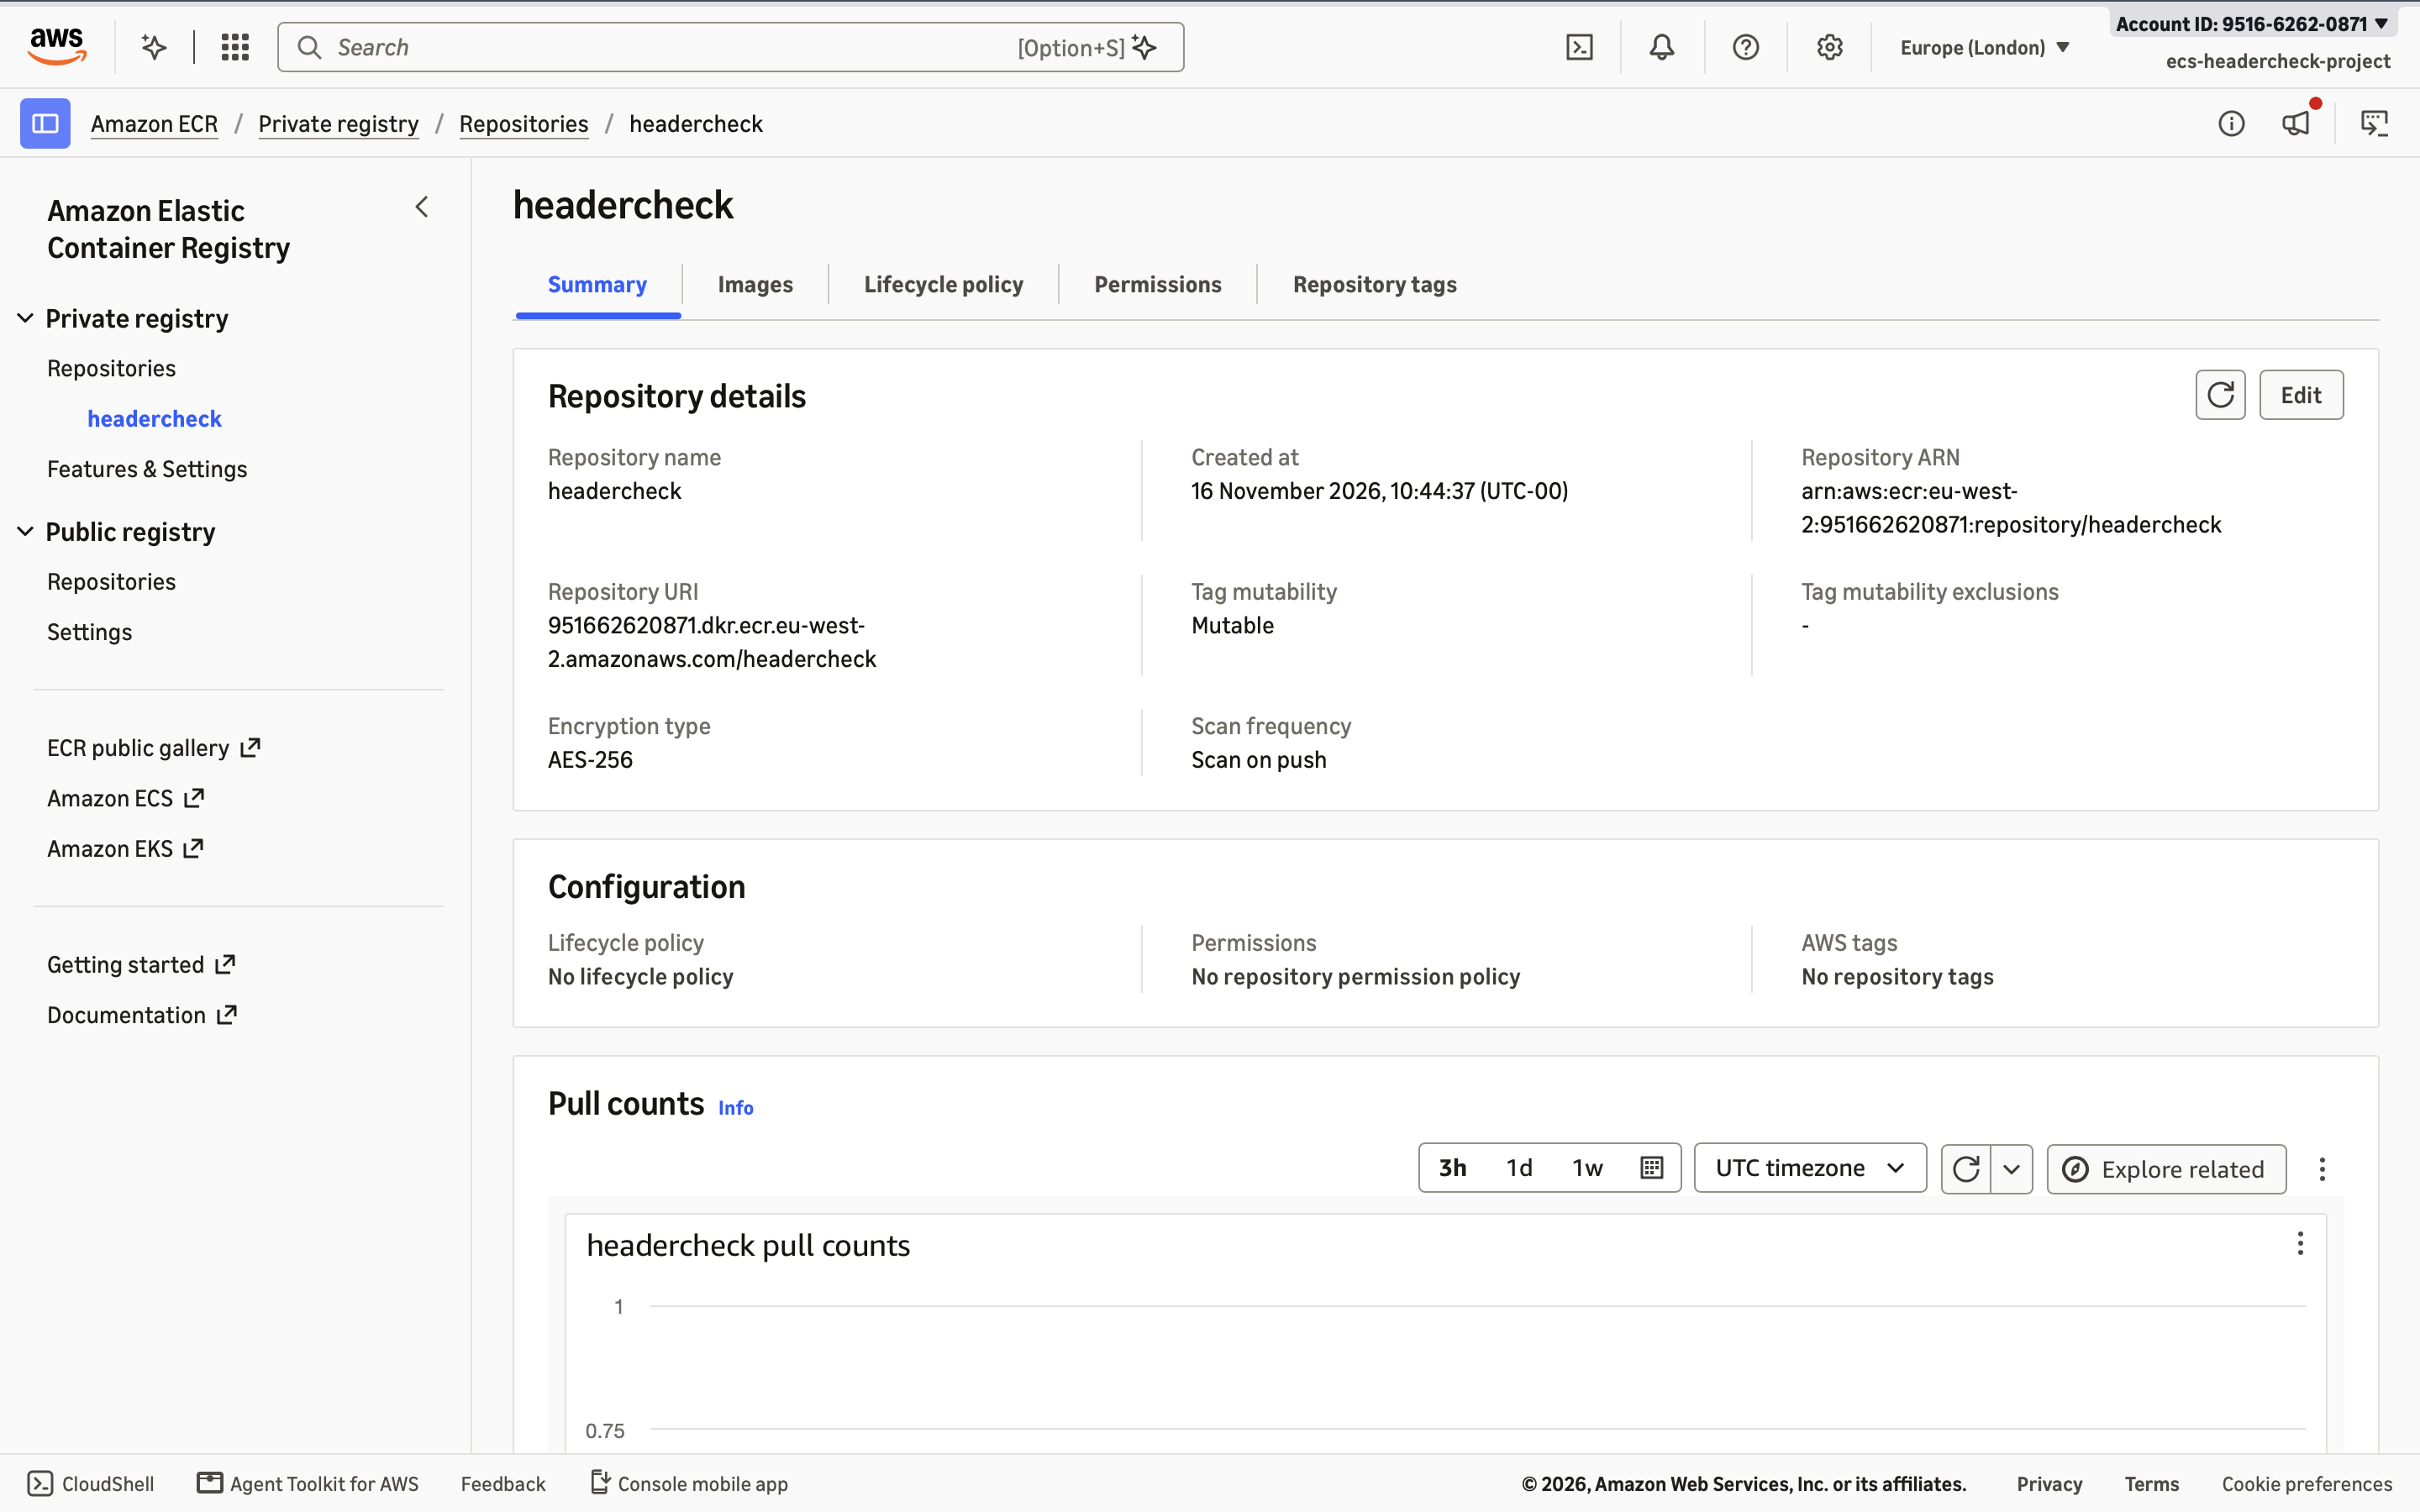 aws
Search
[Option+S]
Europe (London)
Account ID: 9516-6262-0871
ecs-headercheck-project
Amazon ECR / Private registry / Repositories / headercheck
Amazon Elastic
Container Registry
Private registry
Repositories
headercheck
Features & Settings
Public registry
Repositories
Settings
ECR public gallery
Amazon ECS
Amazon EKS
Getting started
Documentation
headercheck
Summary
Images
Lifecycle policy
Permissions
Repository tags
Repository details
Edit
Repository name
headercheck
Created at
16 November 2026, 10:44:37 (UTC-00)
Repository ARN
arn:aws:ecr:eu-west-
2:951662620871:repository/headercheck
Repository URI
951662620871.dkr.ecr.eu-west-
2.amazonaws.com/headercheck
Tag mutability
Mutable
Tag mutability exclusions
-
Encryption type
AES-256
Scan frequency
Scan on push
Configuration
Lifecycle policy
No lifecycle policy
Permissions
No repository permission policy
AWS tags
No repository tags
Pull counts Info
3h
1d
1w
UTC timezone
Explore related
headercheck pull counts
1
0.75
CloudShell
Agent Toolkit for AWS
Feedback
Console mobile app
© 2026, Amazon Web Services, Inc. or its affiliates.
Privacy
Terms
Cookie preferences